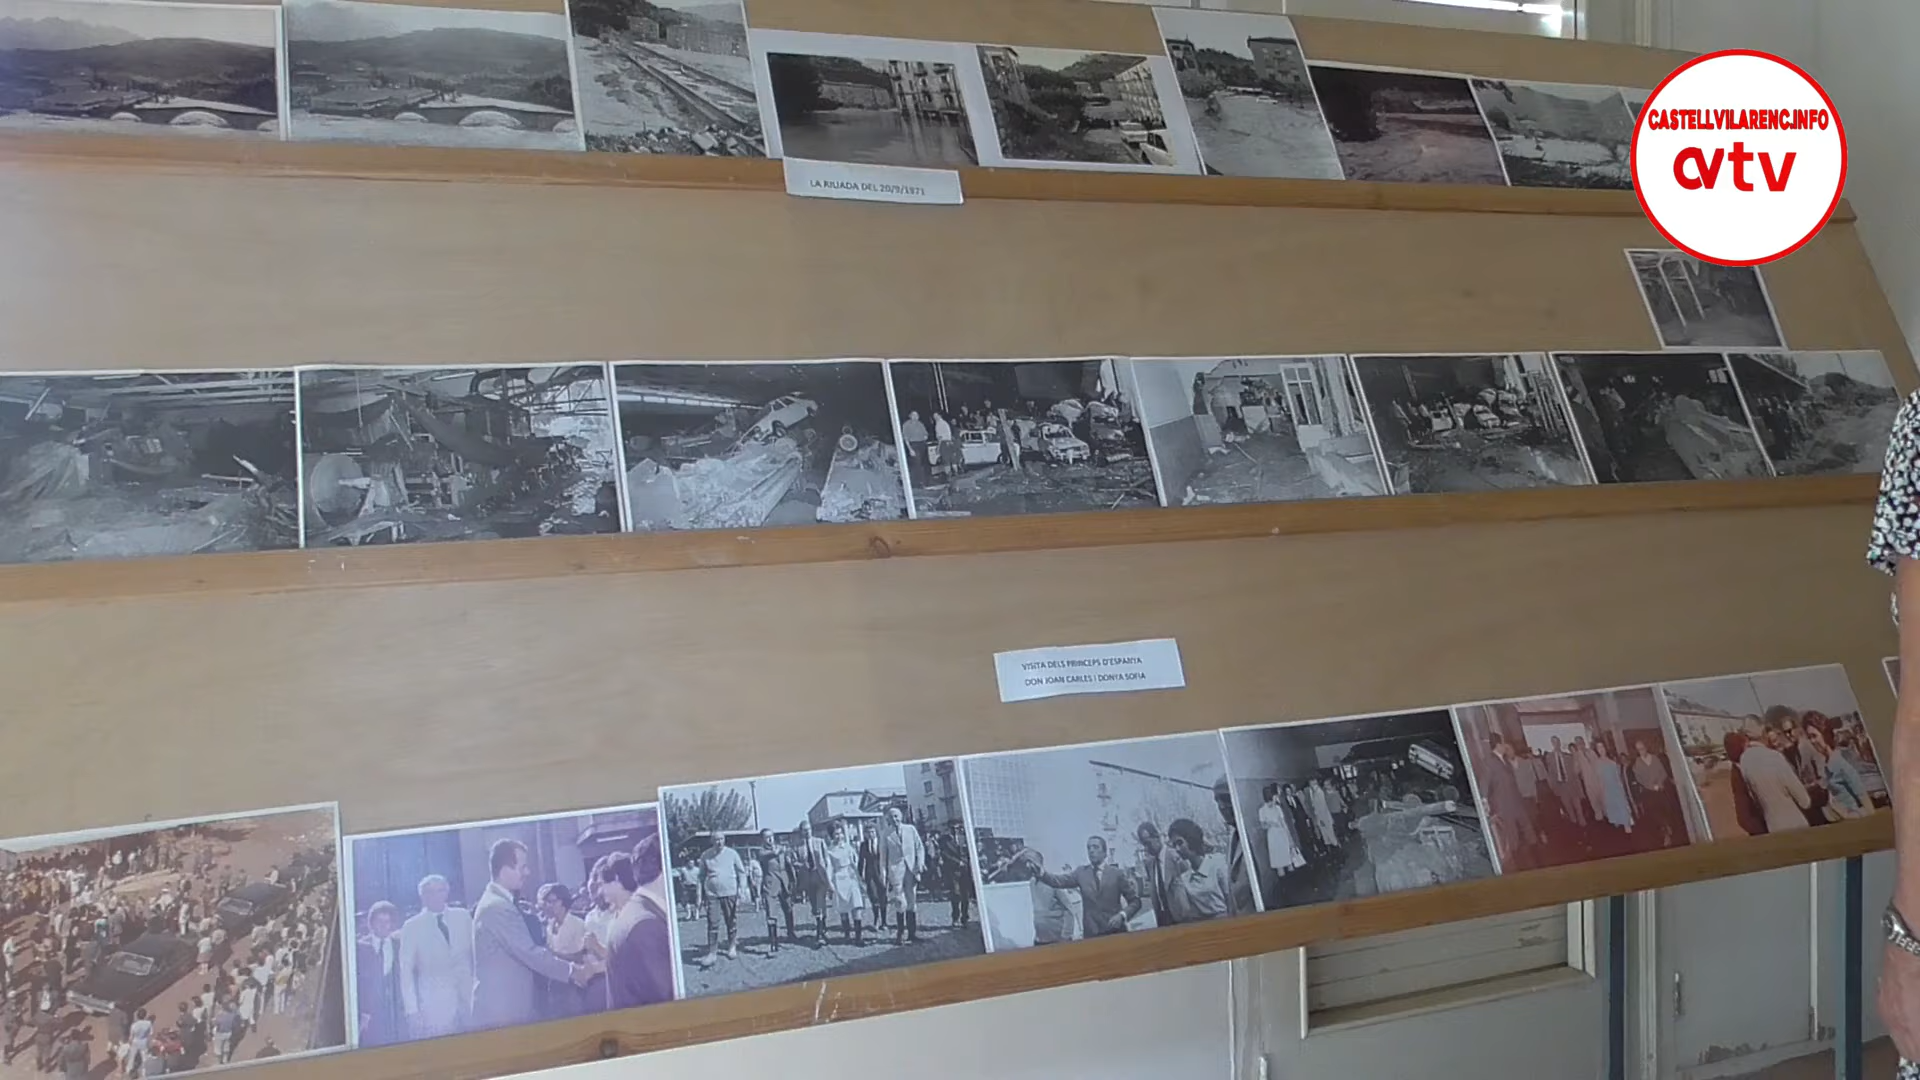 CASTELLVILARENC.INFO
cvtv
LA RIUADA DEL 20/9/1971
VISITA DELS PRINCEPS D'ESPANYA
DON JOAN CARLES I DONYA SOFIA